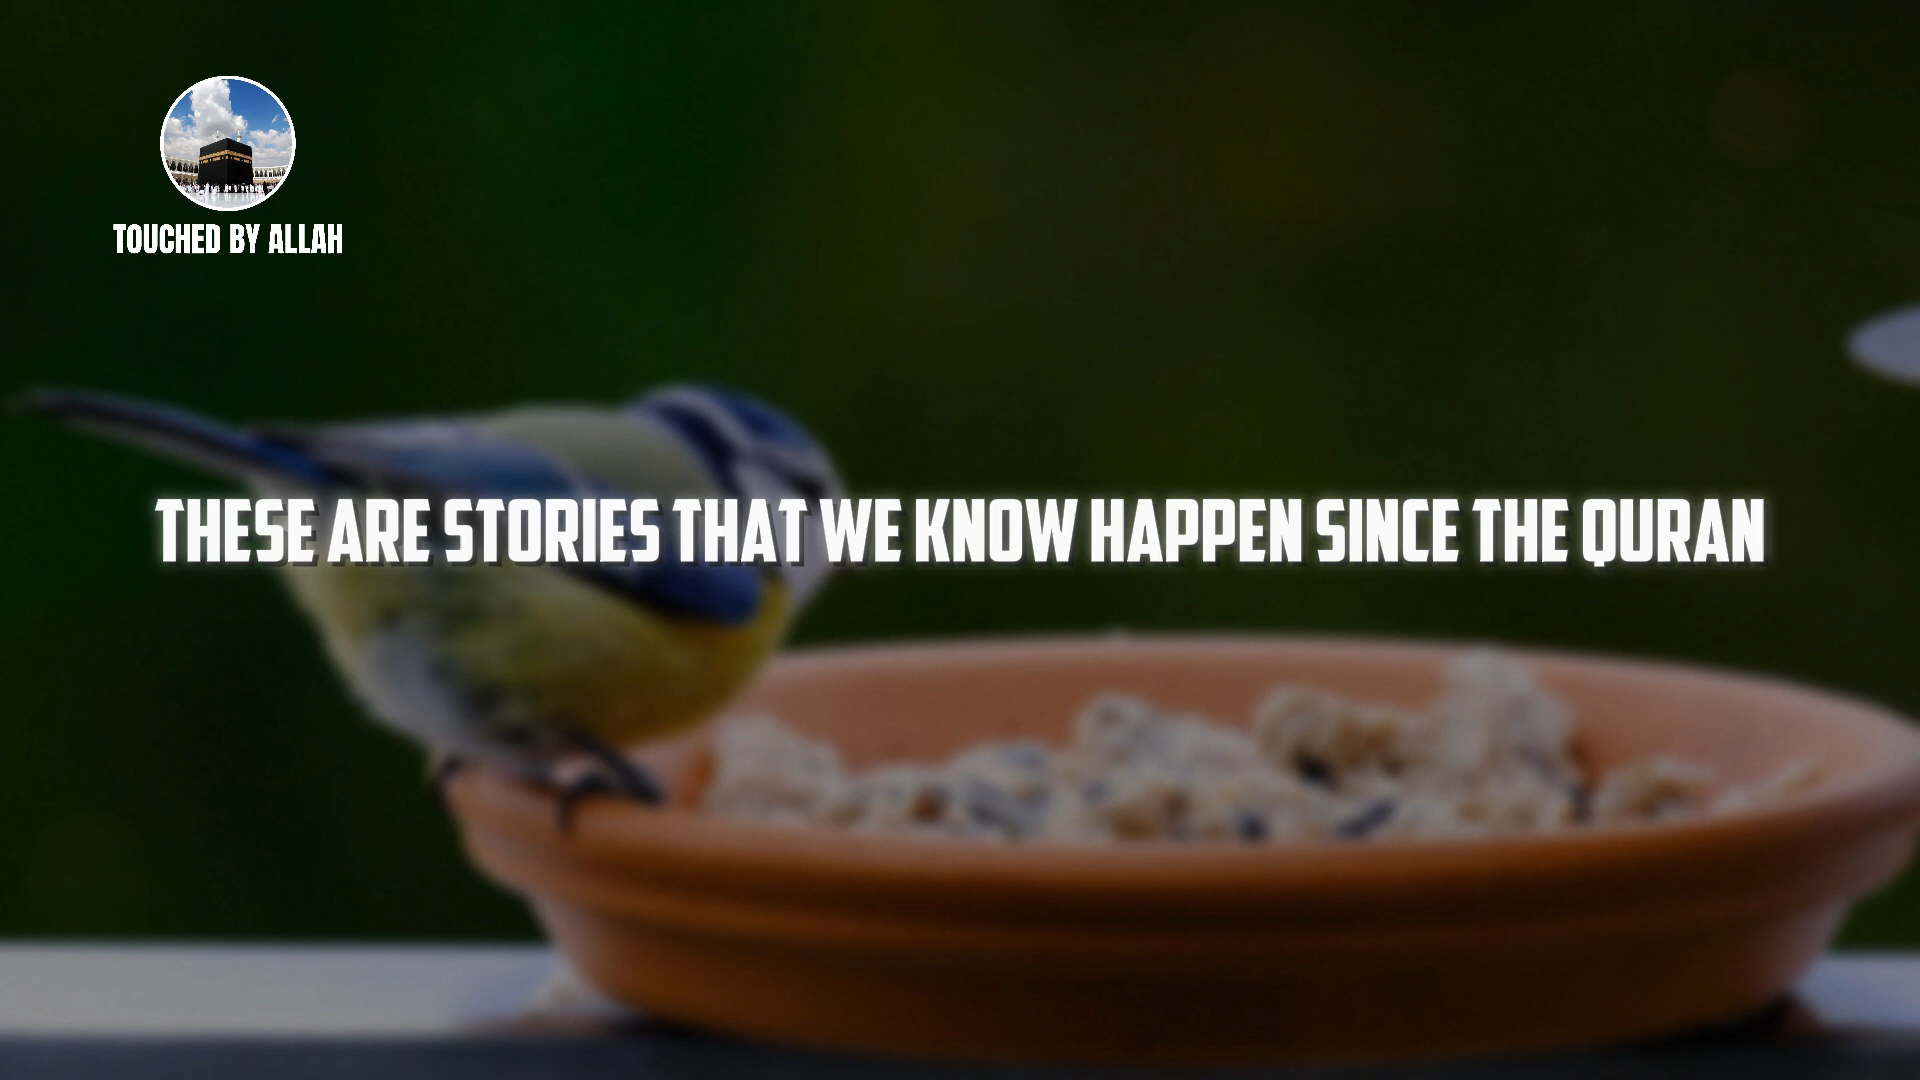 TOUCHED BY ALLAH
THESE ARE STORIES THAT WE KNOW HAPPEN SINCE THE QURAN